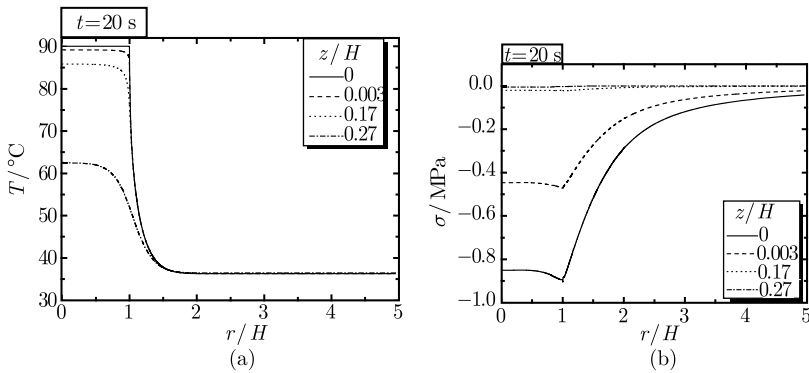 t=20 s
90
80
70
60
50
40
30
T/°C
z/H
0
0.003
0.17
0.27
0 1 2 3 4 5
r/H
(a)
t=20 s
0.0
−0.2
−0.4
−0.6
−0.8
−1.0
σ/MPa
z/H
0
0.003
0.17
0.27
0 1 2 3 4 5
r/H
(b)